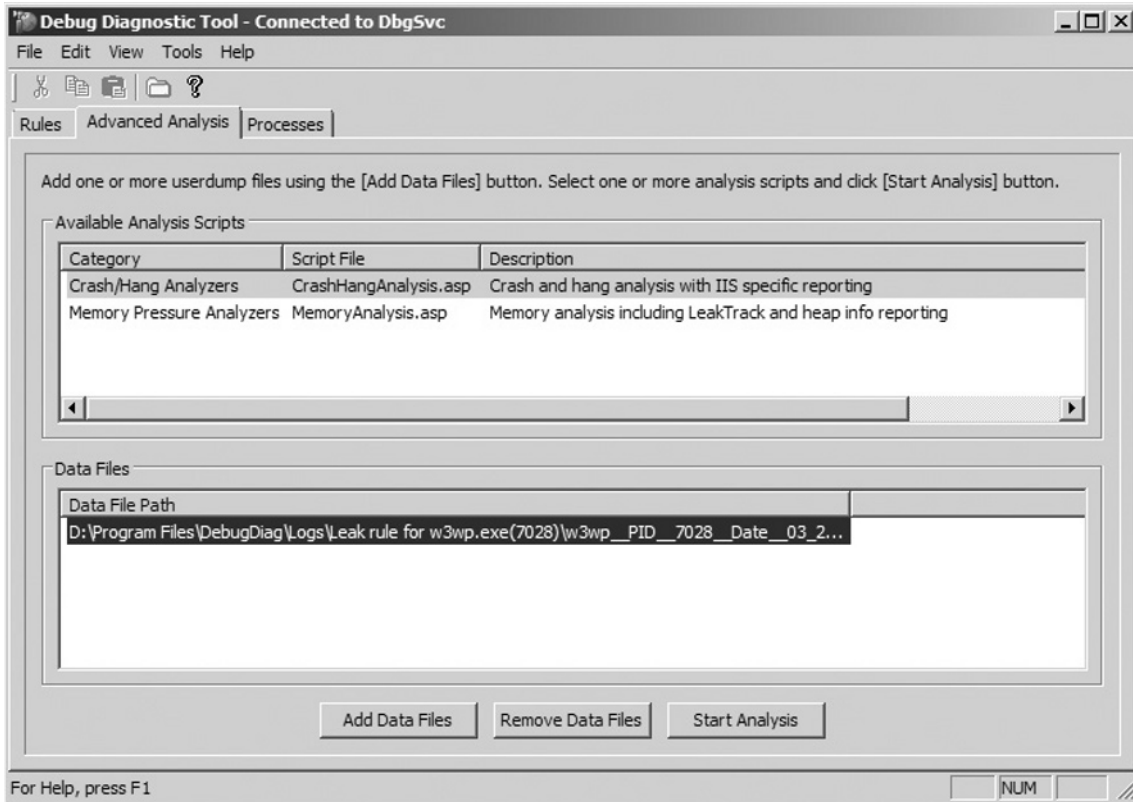 Debug Diagnostic Tool - Connected to DbgSvc
File Edit View Tools Help
Rules Advanced Analysis Processes
Add one or more userdump files using the [Add Data Files] button. Select one or more analysis scripts and click [Start Analysis] button.
Available Analysis Scripts
Category Script File Description
Crash/Hang Analyzers CrashHangAnalysis.asp Crash and hang analysis with IIS specific reporting
Memory Pressure Analyzers MemoryAnalysis.asp Memory analysis including LeakTrack and heap info reporting
Data Files
Data File Path
D:\Program Files\DebugDiag\Logs\Leak rule for w3wp.exe(7028)\w3wp__PID__7028__Date__03_2...
Add Data Files Remove Data Files Start Analysis
For Help, press F1 NUM